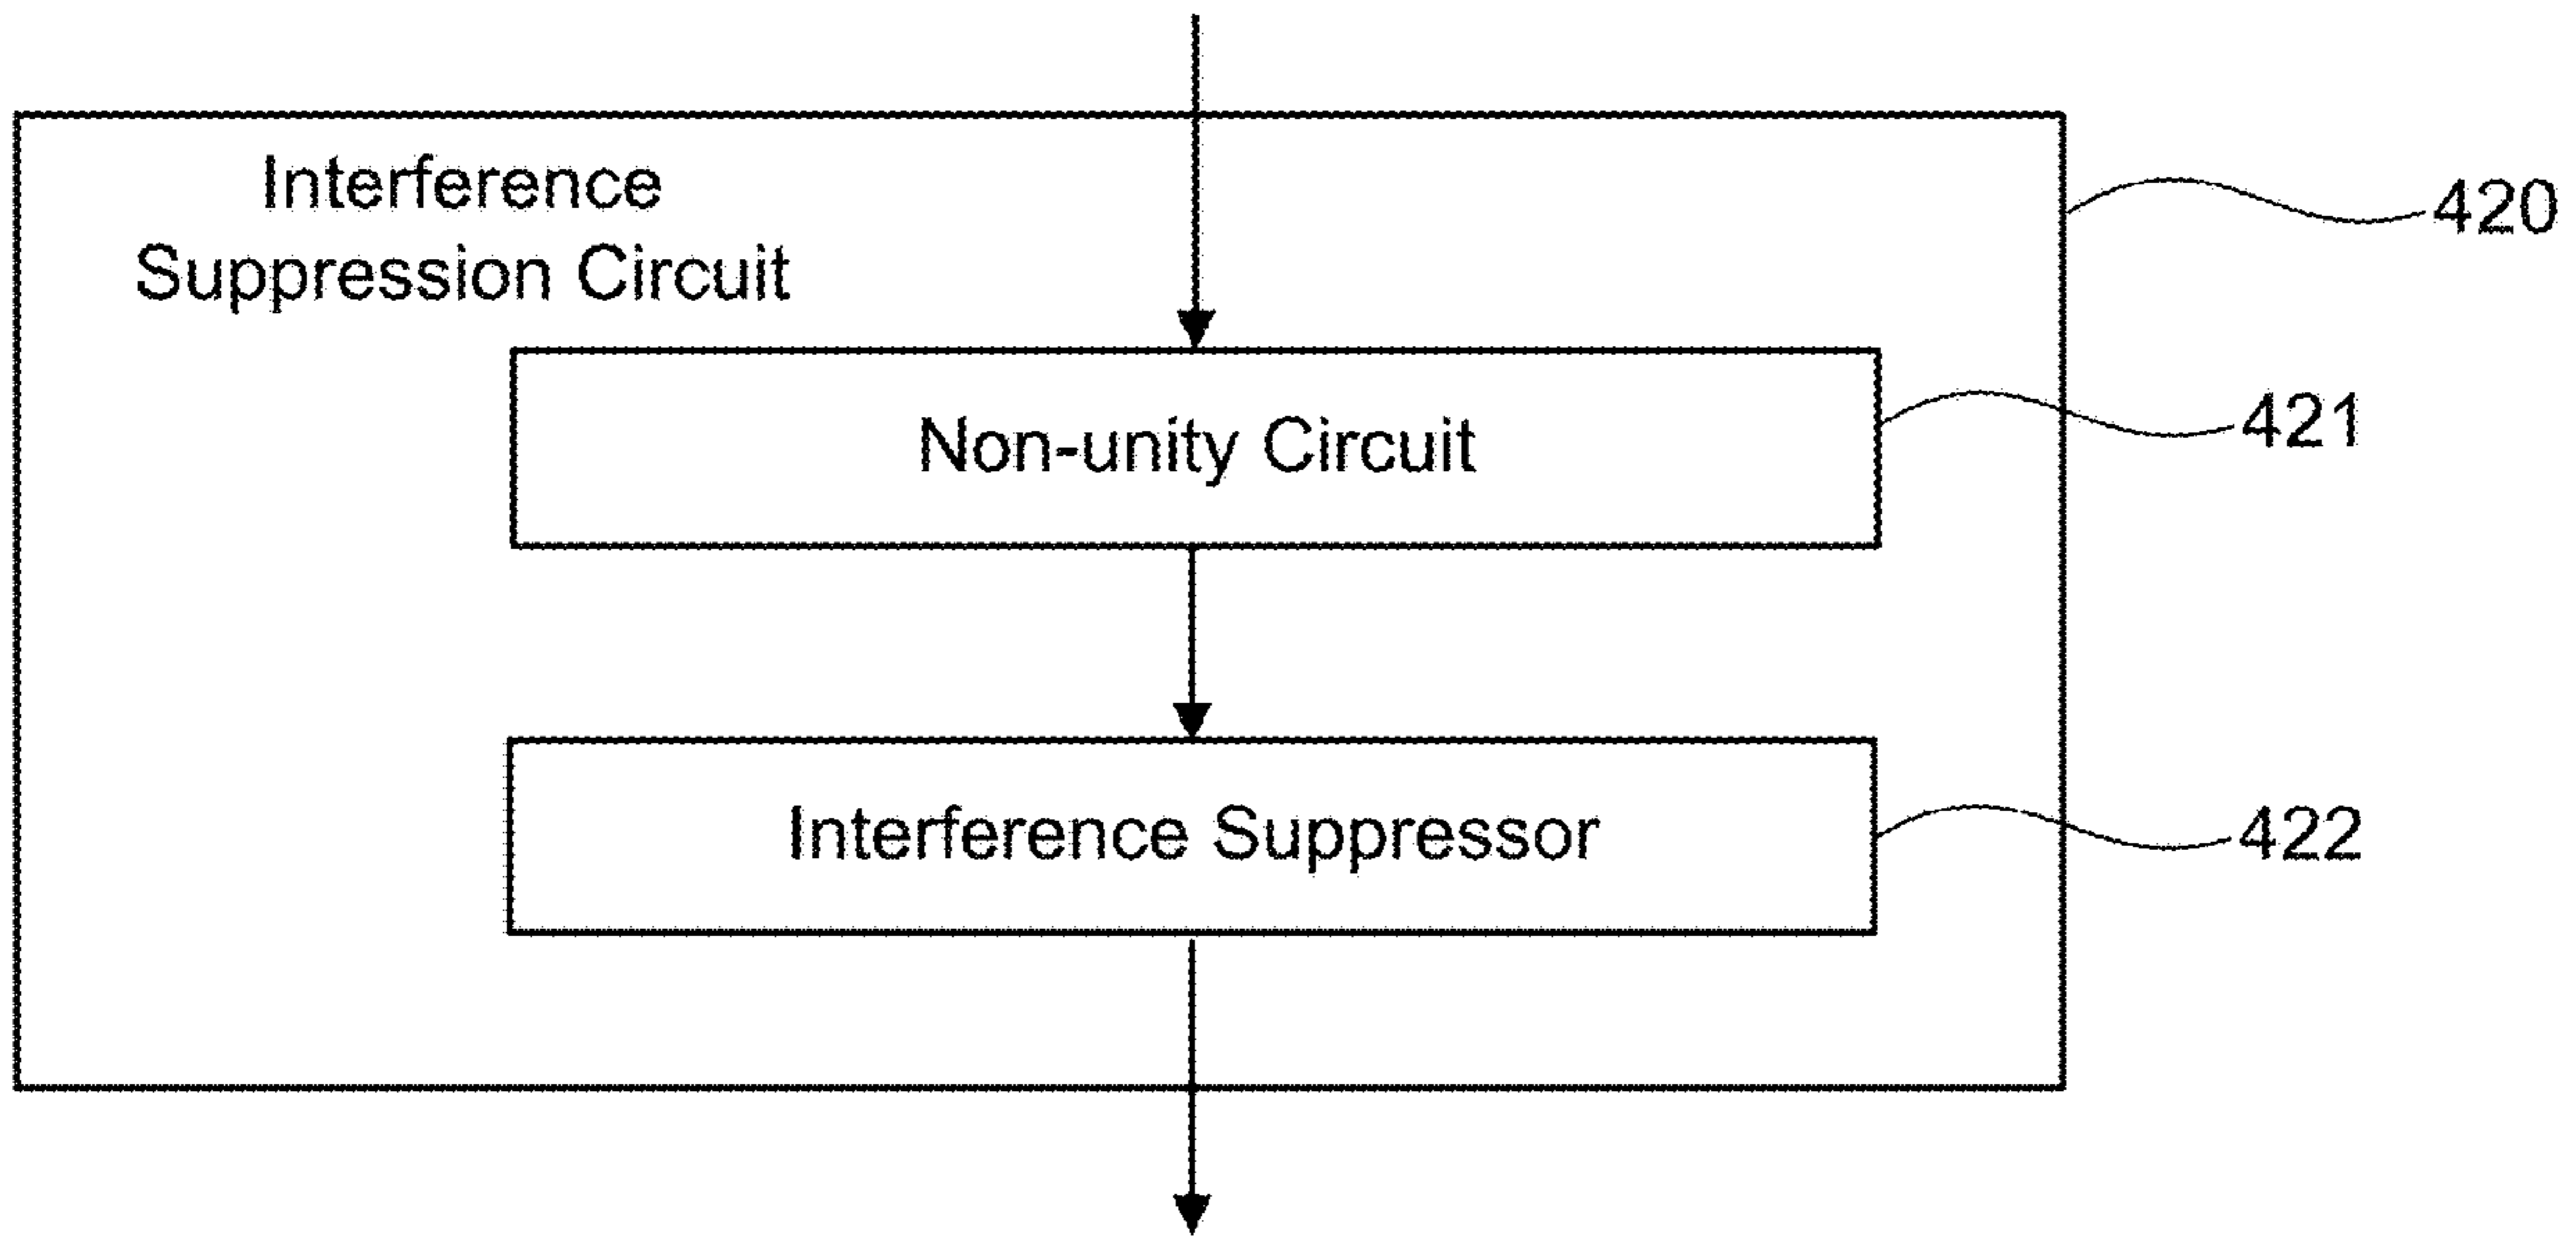 Interference
Suppression Circuit
420
Non-unity Circuit
421
Interference Suppressor
422